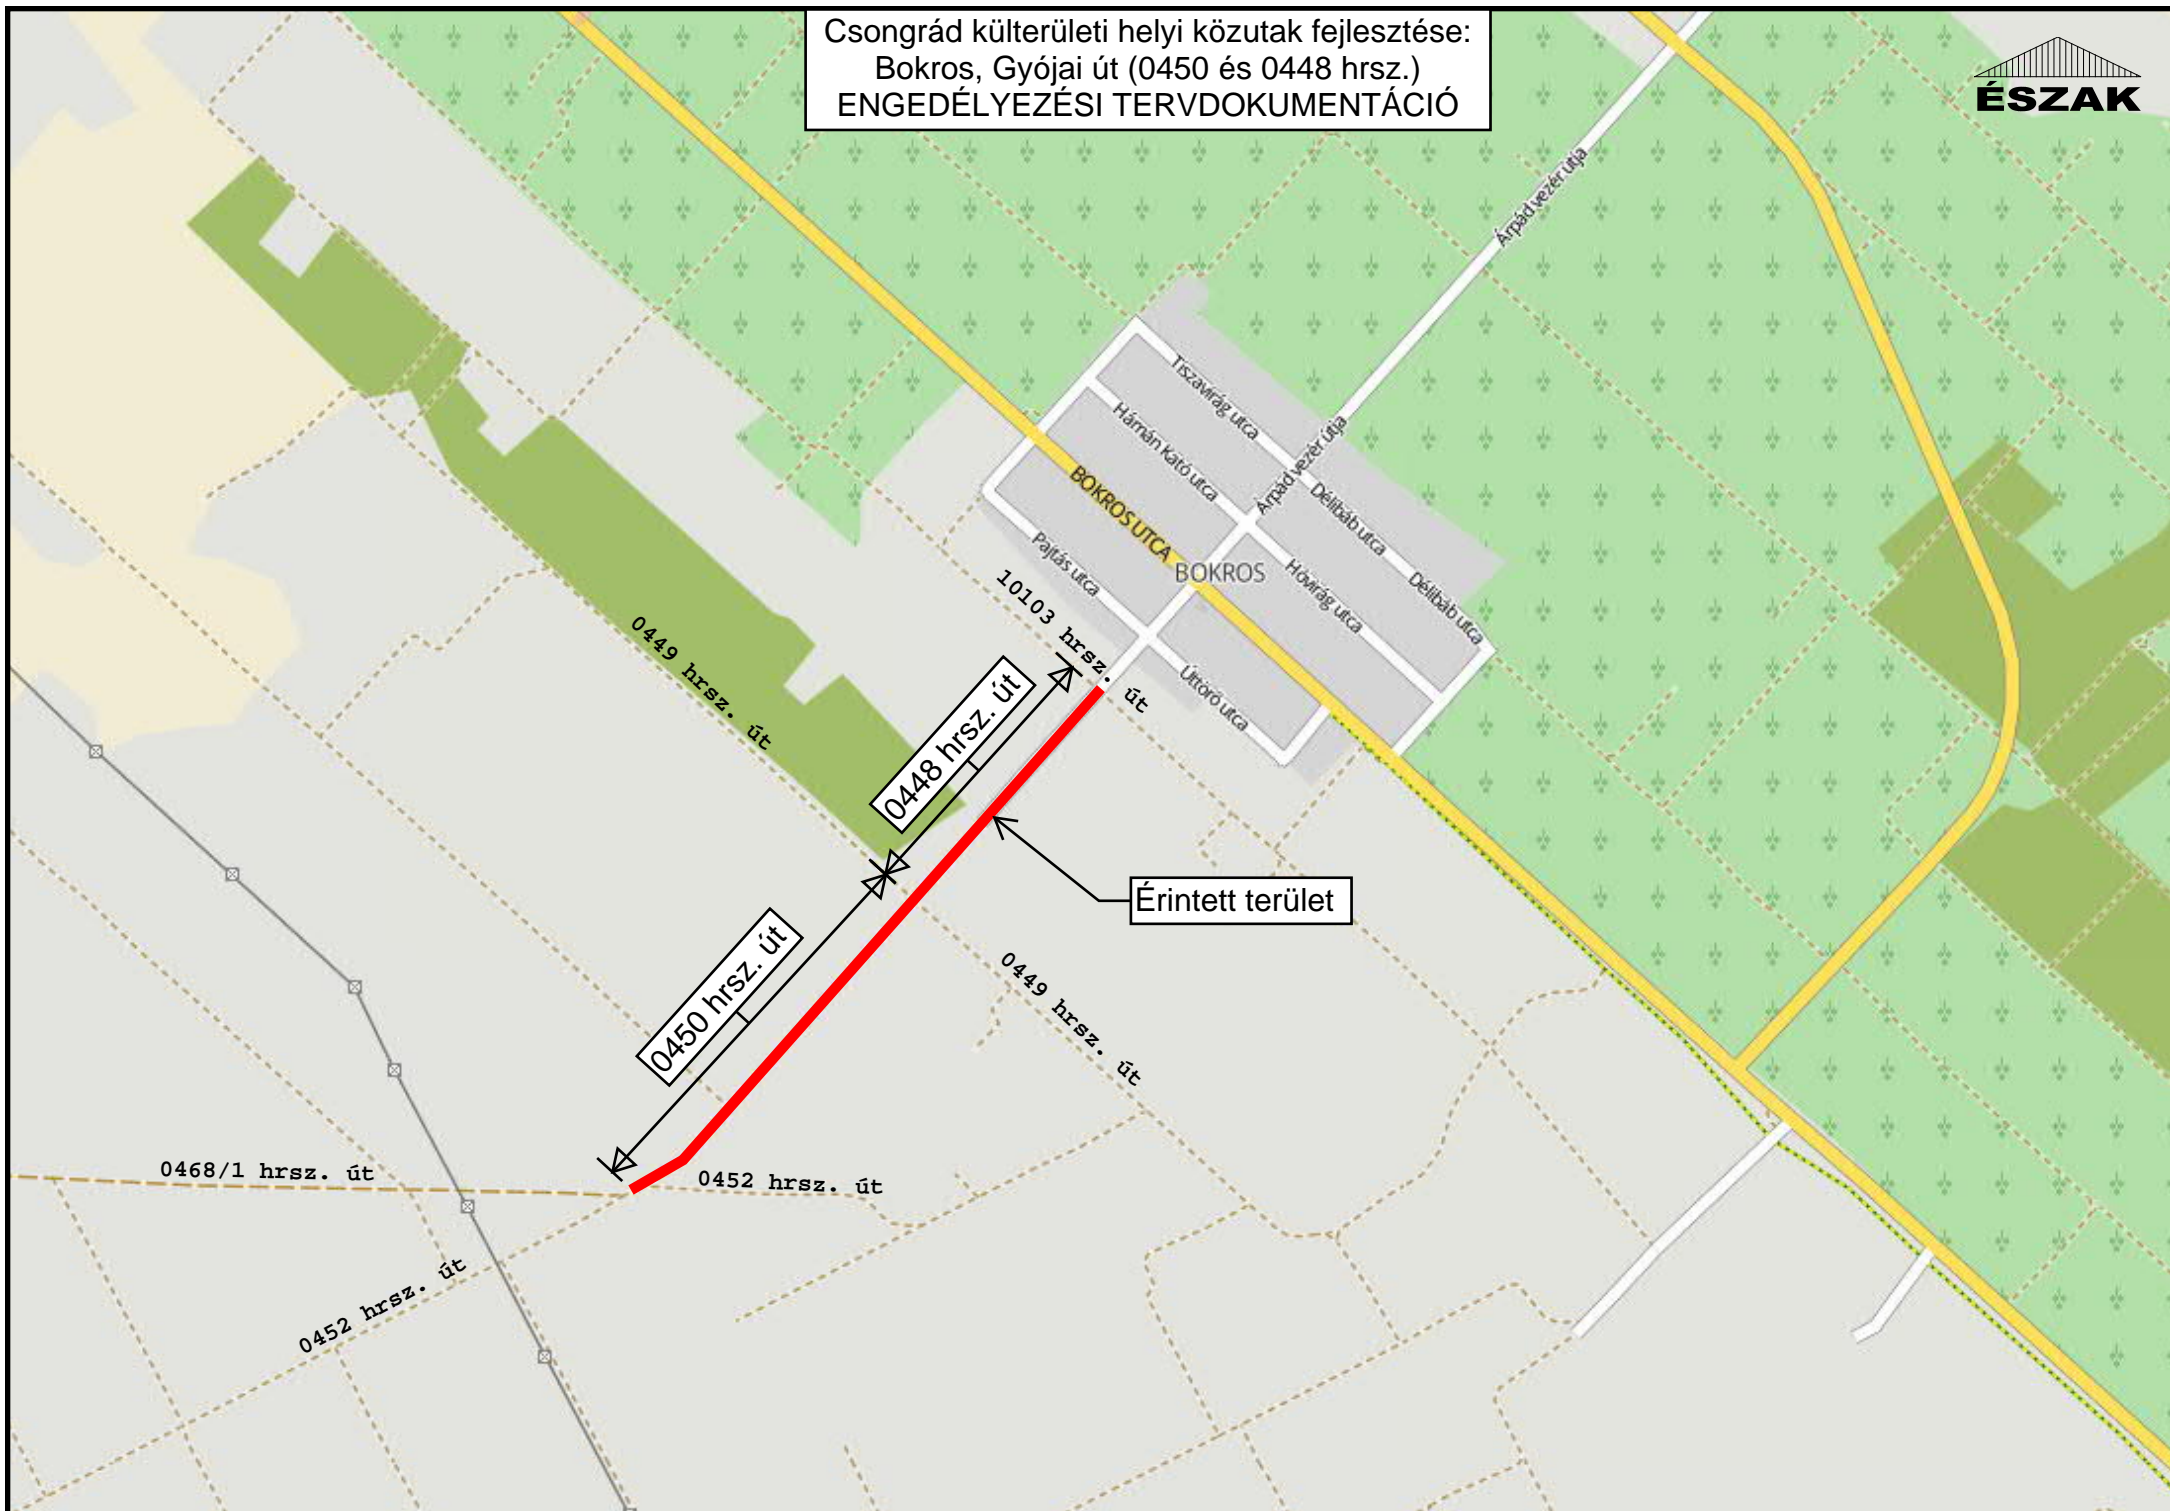 Csongrád külterületi helyi közutak fejlesztése:
Bokros, Gyójai út (0450 és 0448 hrsz.)
ENGEDÉLYEZÉSI TERVDOKUMENTÁCIÓ
ÉSZAK
Árpád vezér útja
Tiszavirág utca
Hámán Kató utca
Árpád vezér útja
Délibáb utca
BOKROS UTCA
Pajtás utca
BOKROS
Hóvirág utca
Délibáb utca
10103 hrsz. út
Úttörő utca
0449 hrsz. út
0448 hrsz. út
Érintett terület
0450 hrsz. út
0449 hrsz. út
0468/1 hrsz. út
0452 hrsz. út
0452 hrsz. út